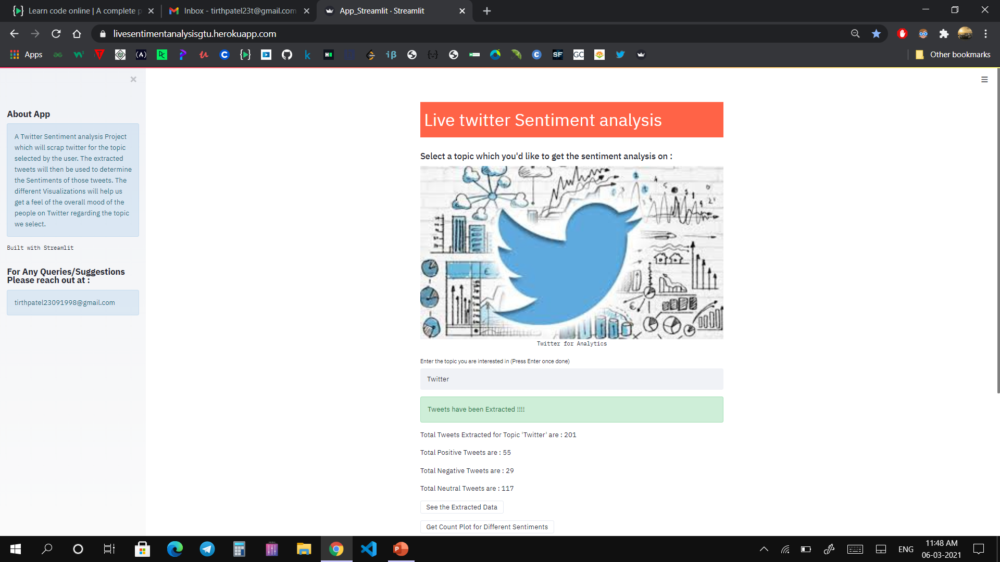 Learn code online | A complete p
Inbox - tirthpatel23t@gmail.com
App_Streamlit · Streamlit
livesentimentanalysisgtu.herokuapp.com
Apps
Other bookmarks
About App
A Twitter Sentiment analysis Project
which will scrap twitter for the topic
selected by the user. The extracted
tweets will then be used to determine
the Sentiments of those tweets. The
different Visualizations will help us
get a feel of the overall mood of the
people on Twitter regarding the topic
we select.
Built with Streamlit
For Any Queries/Suggestions
Please reach out at :
tirthpatel23091998@gmail.com
Live twitter Sentiment analysis
Select a topic which you'd like to get the sentiment analysis on :
Twitter for Analytics
Enter the topic you are interested in (Press Enter once done)
Twitter
Tweets have been Extracted !!!!
Total Tweets Extracted for Topic 'Twitter' are : 201
Total Positive Tweets are : 55
Total Negative Tweets are : 29
Total Neutral Tweets are : 117
See the Extracted Data
Get Count Plot for Different Sentiments
ENG
11:48 AM
06-03-2021